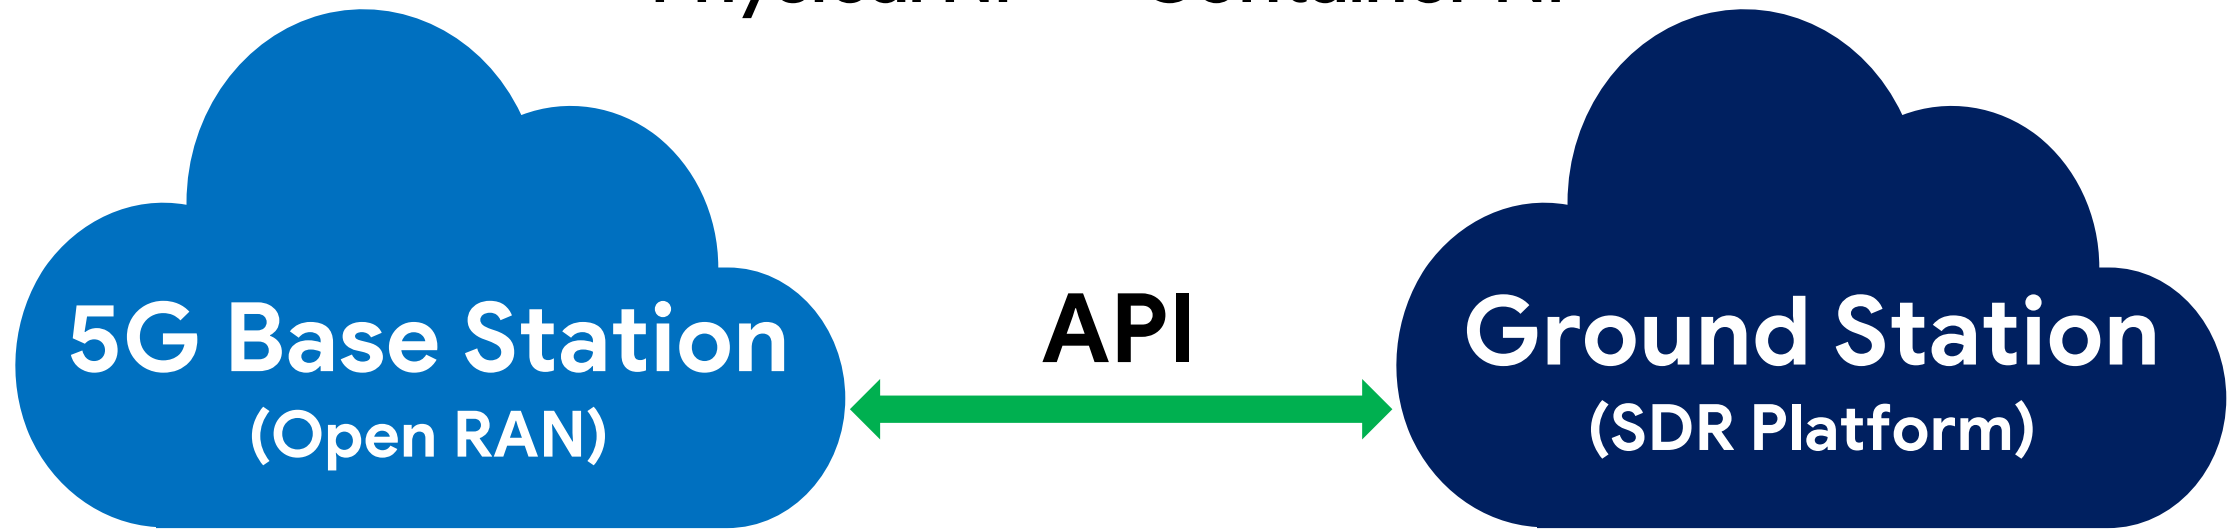 API
5G Base Station
(Open RAN)
Ground Station
(SDR Platform)